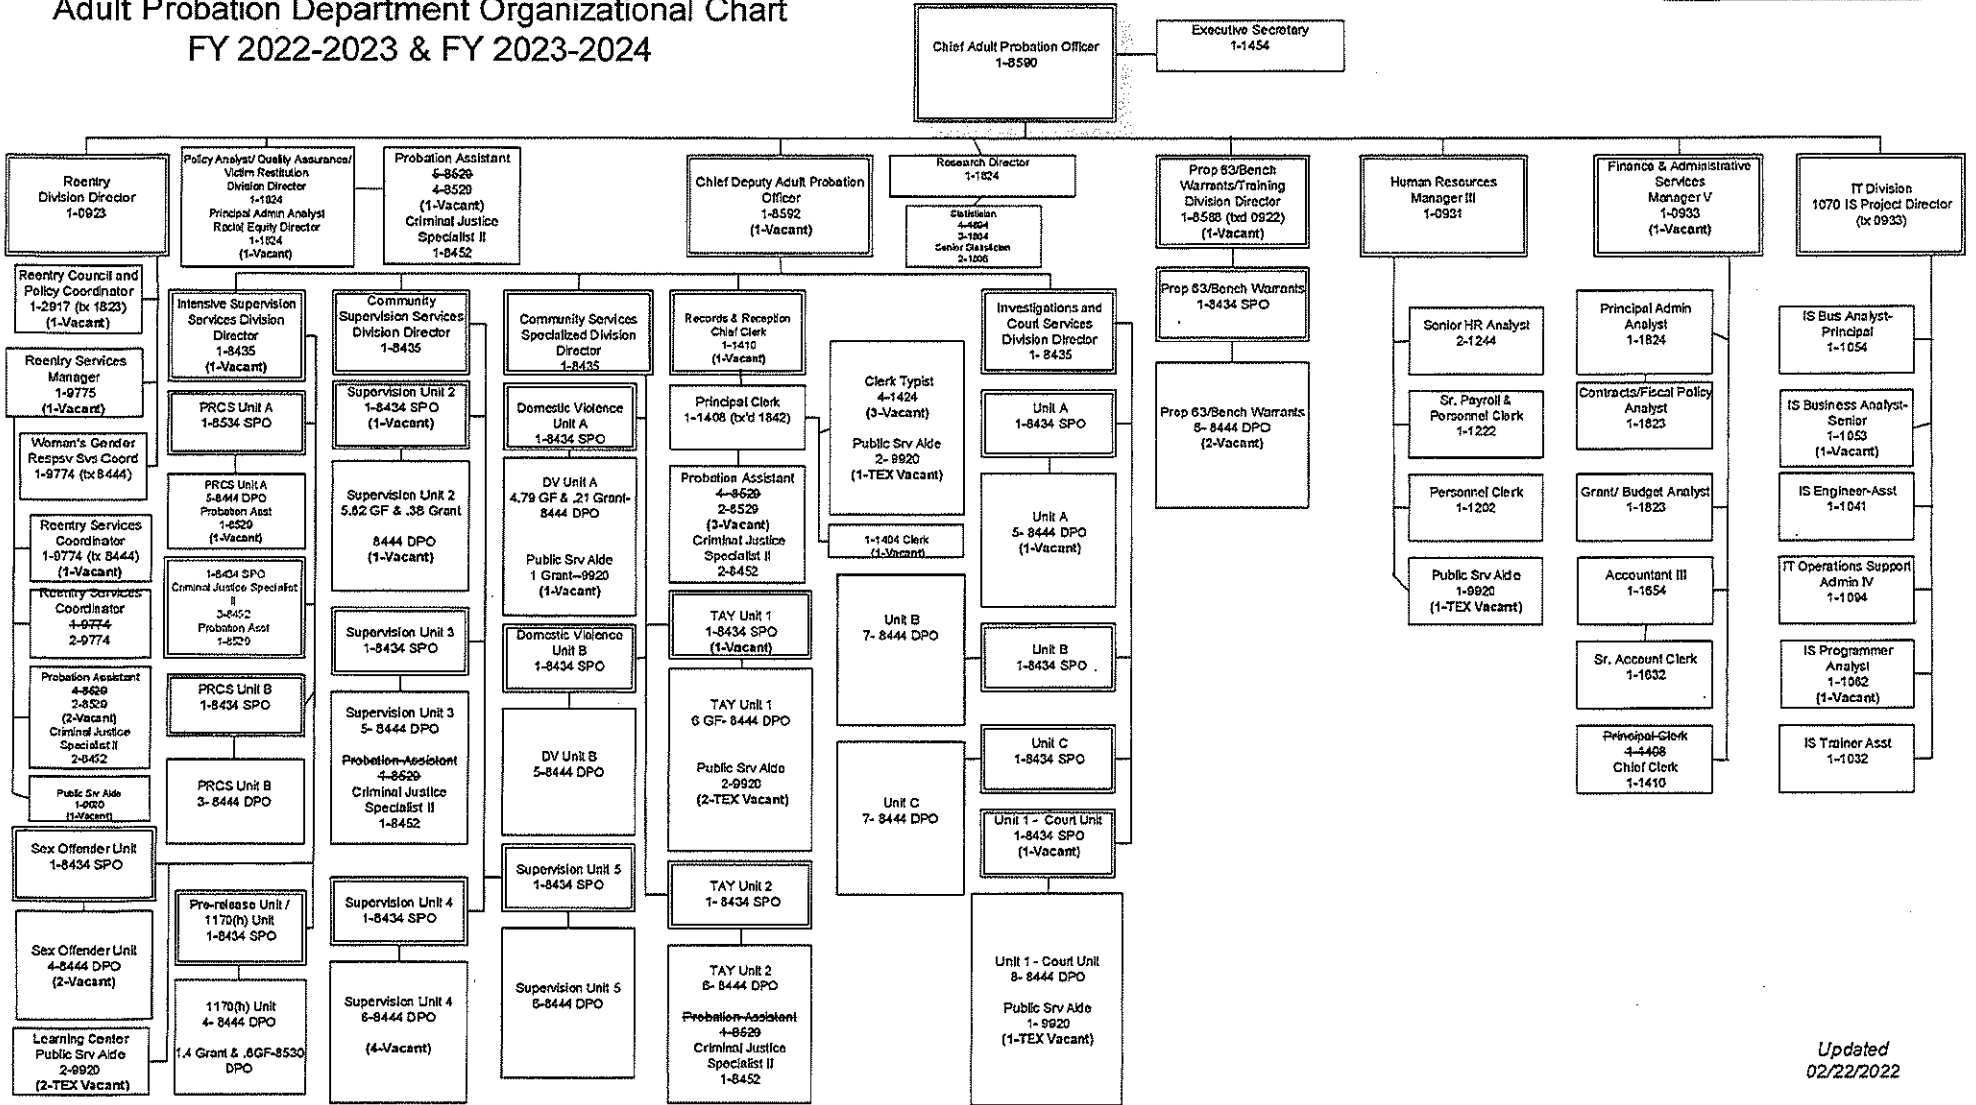 Adult Probation Department Organizational Chart
FY 2022-2023 & FY 2023-2024
Chief Adult Probation Officer
1-8590
Executive Secretary
1-1454
Reentry
Division Director
1-0923
Policy Analyst/ Quality Assurance/
Victim Restitution
Division Director
1-1824
Principal Admin Analyst
Racial Equity Director
1-1824
(1-Vacant)
Probation Assistant
5-8529
4-8529
(1-Vacant)
Criminal Justice
Specialist II
1-8452
Chief Deputy Adult Probation
Officer
1-8592
(1-Vacant)
Research Director
1-1824
Statistician
3-1804
Senior Statistician
2-1806
Prop 63/Bench
Warrants/Training
Division Director
1-8588 (txd 0922)
(1-Vacant)
Human Resources
Manager III
1-0931
Finance & Administrative
Services
Manager V
1-0933
(1-Vacant)
IT Division
1070 IS Project Director
(tx 0933)
Reentry Council and
Policy Coordinator
1-2917 (tx 1823)
(1-Vacant)
Reentry Services
Manager
1-9775
(1-Vacant)
Woman's Gender
Respsv Svs Coord
1-9774 (tx 8444)
Reentry Services
Coordinator
1-9774 (tx 8444)
(1-Vacant)
Reentry Services
Coordinator
1-9774
2-9774
Probation Assistant
4-8529
2-8529
(2-Vacant)
Criminal Justice
Specialist II
2-8452
Public Srv Aide
1-9920
(1-Vacant)
Sex Offender Unit
1-8434 SPO
Sex Offender Unit
4-8444 DPO
(2-Vacant)
Learning Center
Public Srv Aide
2-9920
(2-TEX Vacant)
Intensive Supervision
Services Division
Director
1-8435
(1-Vacant)
PRCS Unit A
1-8534 SPO
PRCS Unit A
5-8444 DPO
Probation Asst
1-8529
(1-Vacant)
1-8434 SPO
Criminal Justice Specialist
II
3-8452
Probation Asst
1-8529
PRCS Unit B
1-8434 SPO
PRCS Unit B
3- 8444 DPO
Pre-release Unit /
1170(h) Unit
1-8434 SPO
1170(h) Unit
4- 8444 DPO
1.4 Grant & .6GF-8530
DPO
Community
Supervision Services
Division Director
1-8435
Supervision Unit 2
1-8434 SPO
(1-Vacant)
Supervision Unit 2
5.62 GF & .38 Grant
8444 DPO
(1-Vacant)
Supervision Unit 3
1-8434 SPO
Supervision Unit 3
5- 8444 DPO
Probation Assistant
1-8529
Criminal Justice
Specialist II
1-8452
Supervision Unit 4
1-8434 SPO
Supervision Unit 4
6-8444 DPO
(4-Vacant)
Community Services
Specialized Division
Director
1-8435
Domestic Violence
Unit A
1-8434 SPO
DV Unit A
4.79 GF & .21 Grant-
8444 DPO
Public Srv Aide
1 Grant--9920
(1-Vacant)
Domestic Violence
Unit B
1-8434 SPO
DV Unit B
5-8444 DPO
Supervision Unit 5
1-8434 SPO
Supervision Unit 5
6-8444 DPO
Records & Reception
Chief Clerk
1-1410
(1-Vacant)
Principal Clerk
1-1408 (tx'd 1842)
Probation Assistant
4-8529
2-8529
(3-Vacant)
Criminal Justice
Specialist II
2-8452
TAY Unit 1
1-8434 SPO
(1-Vacant)
TAY Unit 1
6 GF- 8444 DPO
Public Srv Aide
2-9920
(2-TEX Vacant)
TAY Unit 2
1- 8434 SPO
TAY Unit 2
6- 8444 DPO
Probation Assistant
1-8529
Criminal Justice
Specialist II
1-8452
Clerk Typist
4-1424
(3-Vacant)
Public Srv Aide
2- 9920
(1-TEX Vacant)
1-1404 Clerk
(1-Vacant)
Unit B
7- 8444 DPO
Unit C
7- 8444 DPO
Investigations and
Court Services
Division Director
1- 8435
Unit A
1-8434 SPO
Unit A
5- 8444 DPO
(1-Vacant)
Unit B
1-8434 SPO
Unit C
1-8434 SPO
Unit 1 - Court Unit
1-8434 SPO
(1-Vacant)
Unit 1 - Court Unit
8- 8444 DPO
Public Srv Aide
1- 9920
(1-TEX Vacant)
Prop 63/Bench Warrants
1-8434 SPO
Prop 63/Bench Warrants
6- 8444 DPO
(2-Vacant)
Senior HR Analyst
2-1244
Sr. Payroll &
Personnel Clerk
1-1222
Personnel Clerk
1-1202
Public Srv Aide
1-9920
(1-TEX Vacant)
Principal Admin
Analyst
1-1824
Contracts/Fiscal Policy
Analyst
1-1823
Grant/ Budget Analyst
1-1823
Accountant III
1-1654
Sr. Account Clerk
1-1632
Principal Clerk
1-1408
Chief Clerk
1-1410
IS Bus Analyst-
Principal
1-1054
IS Business Analyst-
Senior
1-1053
(1-Vacant)
IS Engineer-Asst
1-1041
IT Operations Support
Admin IV
1-1094
IS Programmer
Analyst
1-1062
(1-Vacant)
IS Trainer Asst
1-1032
Updated
02/22/2022